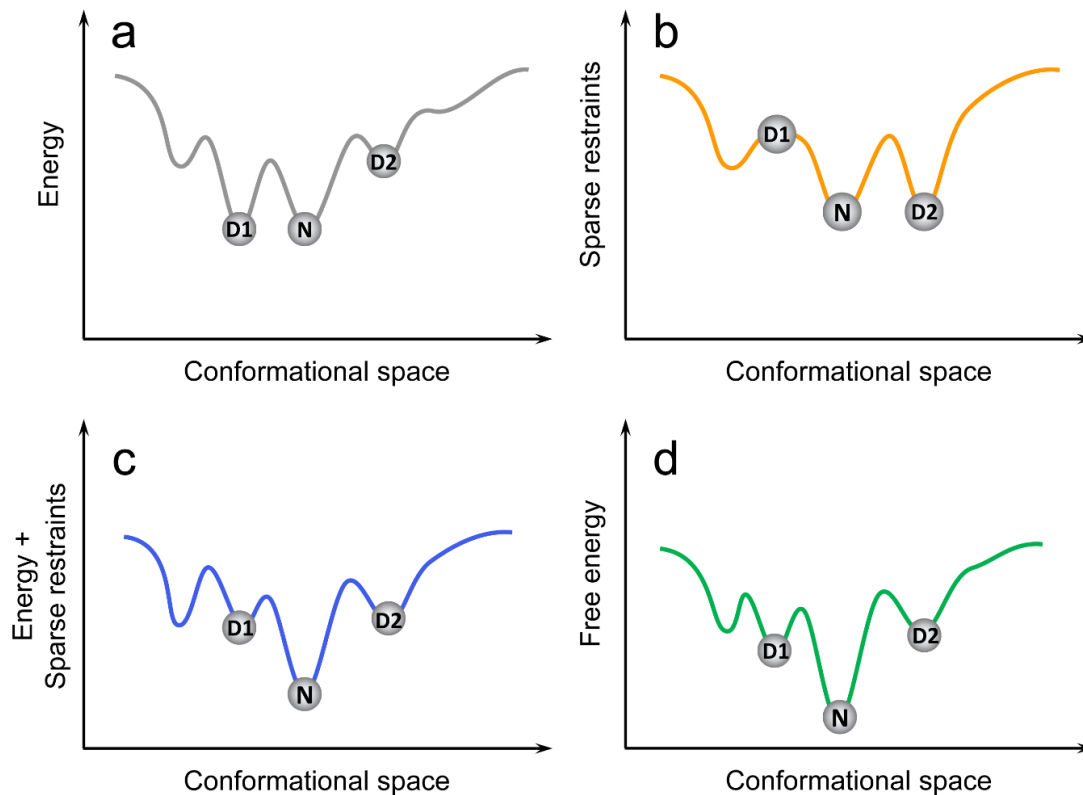 a
Energy
D1
N
D2
Conformational space
b
Sparse restraints
D1
N
D2
Conformational space
c
Energy +
Sparse restraints
D1
N
D2
Conformational space
d
Free energy
D1
N
D2
Conformational space